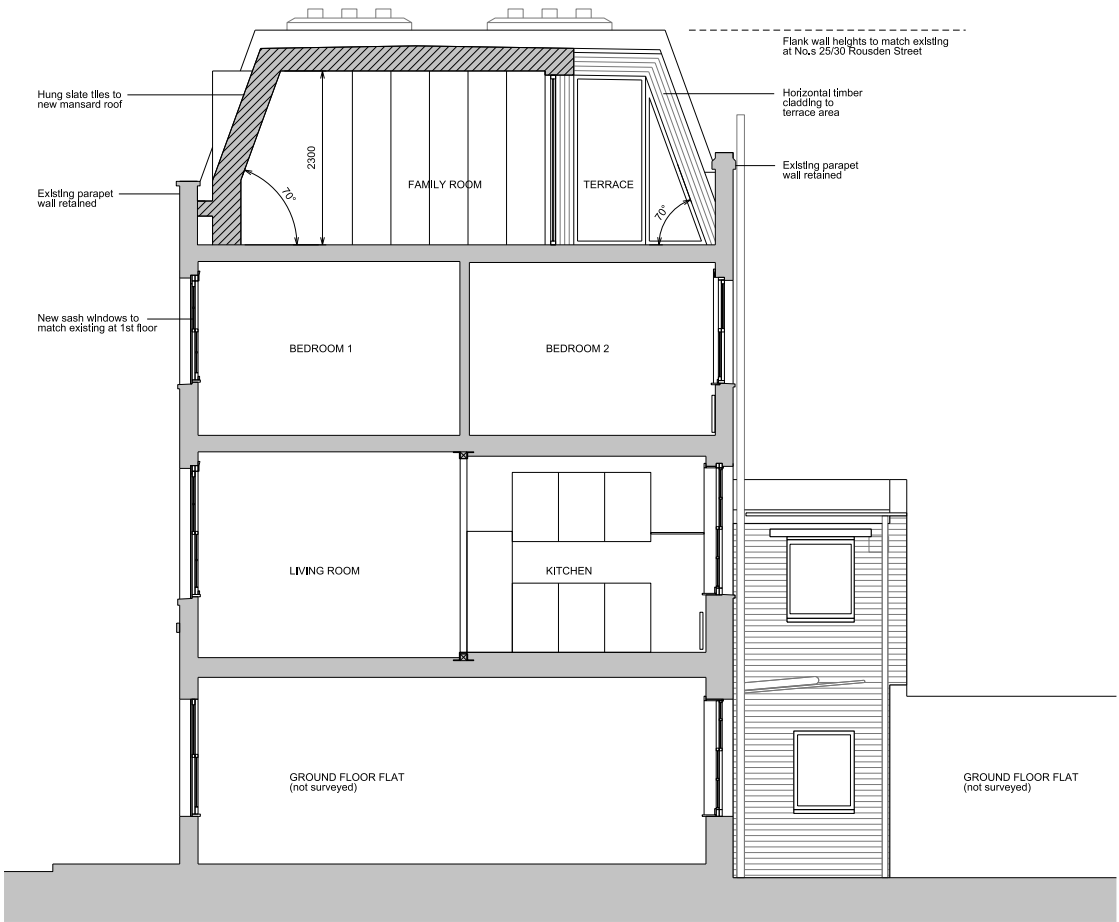 Flank wall heights to match existing
at No.s 25/30 Rousden Street
Hung slate tiles to
new mansard roof
Horizontal timber
cladding to
terrace area
2300
70°
FAMILY ROOM
TERRACE
70°
Existing parapet
wall retained
Existing parapet
wall retained
New sash windows to
match existing at 1st floor
BEDROOM 1
BEDROOM 2
LIVING ROOM
KITCHEN
GROUND FLOOR FLAT
(not surveyed)
GROUND FLOOR FLAT
(not surveyed)